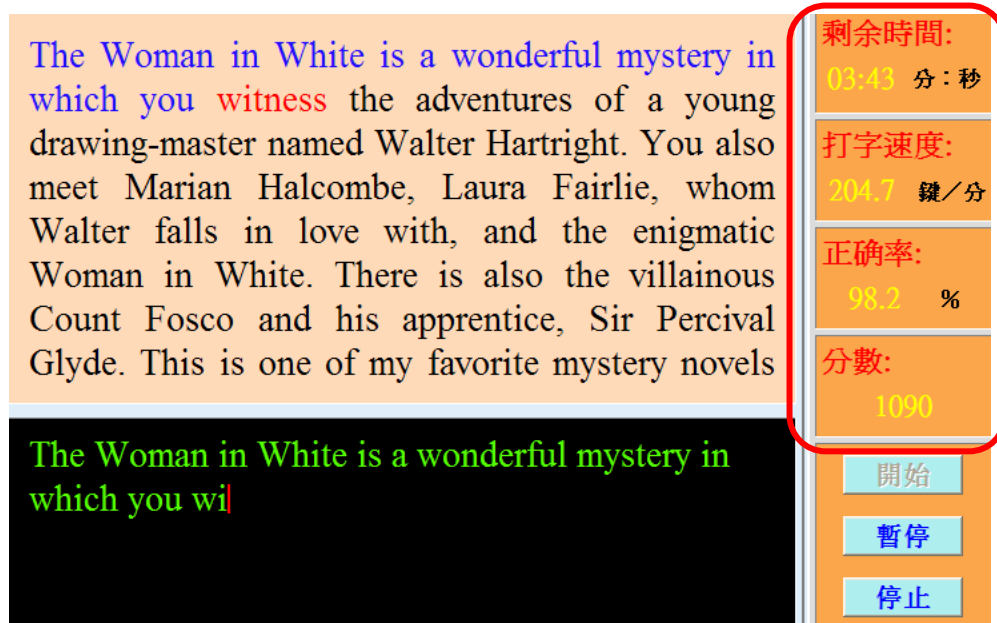 The Woman in White is a wonderful mystery in
which you witness the adventures of a young
drawing-master named Walter Hartright. You also
meet Marian Halcombe, Laura Fairlie, whom
Walter falls in love with, and the enigmatic
Woman in White. There is also the villainous
Count Fosco and his apprentice, Sir Percival
Glyde. This is one of my favorite mystery novels
The Woman in White is a wonderful mystery in
which you wi
剩余時間:
03:43 分:秒
打字速度:
204.7 鍵/分
正确率:
98.2 %
分數:
1090
開始
暫停
停止